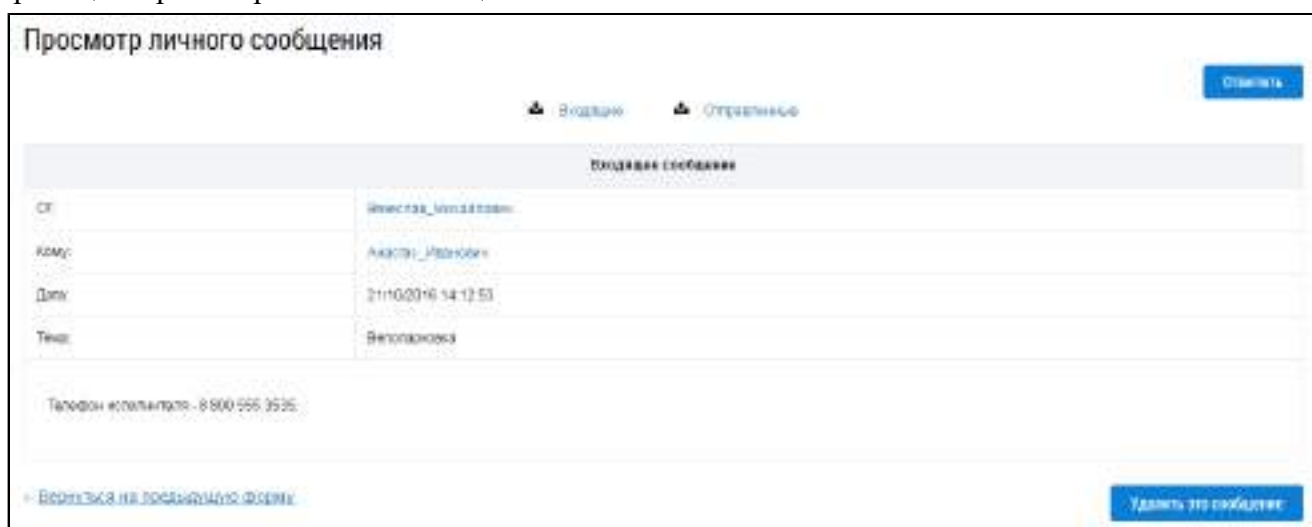 Просмотр личного сообщения
Ответить
Входящие Отправленные
Входящее сообщение
От:
Кому:
Дата: 21/10/2016 14:12:53
Тема: Велопарковка
Телефон исполнителя - 8 800 555 3535.
Вернуться на предыдущую форму
Удалить это сообщение